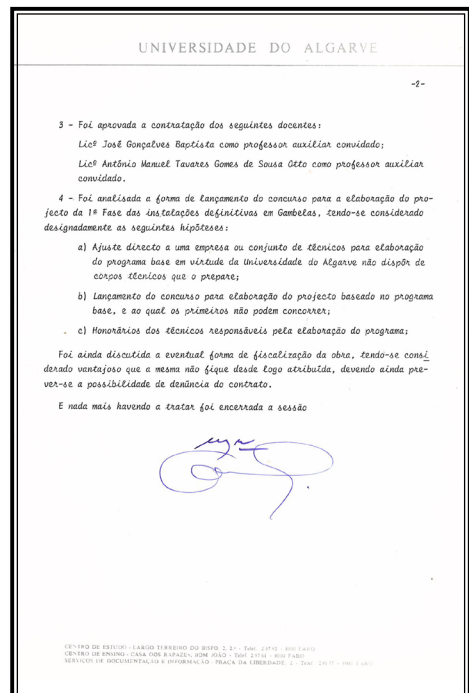 UNIVERSIDADE DO ALGARVE
-2-
3 - Foi aprovada a contratação dos seguintes docentes:
Licº José Gonçalves Baptista como professor auxiliar convidado;
Licº António Manuel Tavares Gomes de Sousa Otto como professor auxiliar
convidado.
4 - Foi analisada a forma de lançamento do concurso para a elaboração do pro-
jecto da 1ª Fase das instalações definitivas em Gambelas, tendo-se considerado
designadamente as seguintes hipóteses:
a) Ajuste directo a uma empresa ou conjunto de técnicos para elaboração
do programa base em virtude da Universidade do Algarve não dispôr de
corpos técnicos que o prepare;
b) Lançamento do concurso para elaboração do projecto baseado no programa
base, e ao qual os primeiros não podem concorrer;
c) Honorários dos técnicos responsáveis pela elaboração do programa;
Foi ainda discutida a eventual forma de fiscalização da obra, tendo-se consi
derado vantajoso que a mesma não fique desde logo atribuída, devendo ainda pre-
ver-se a possibilidade de denúncia do contrato.
E nada mais havendo a tratar foi encerrada a sessão
CENTRO DE ESTUDO - LARGO TERREIRO DO BISPO, 2, 2.º - Telef.
CENTRO DE ENSINO - CASA DOS RAPAZES, BOM JOÃO - Telef.
SERVIÇOS DE DOCUMENTAÇÃO E INFORMAÇÃO - PRAÇA DA LIBERDADE, 2 - Telef.